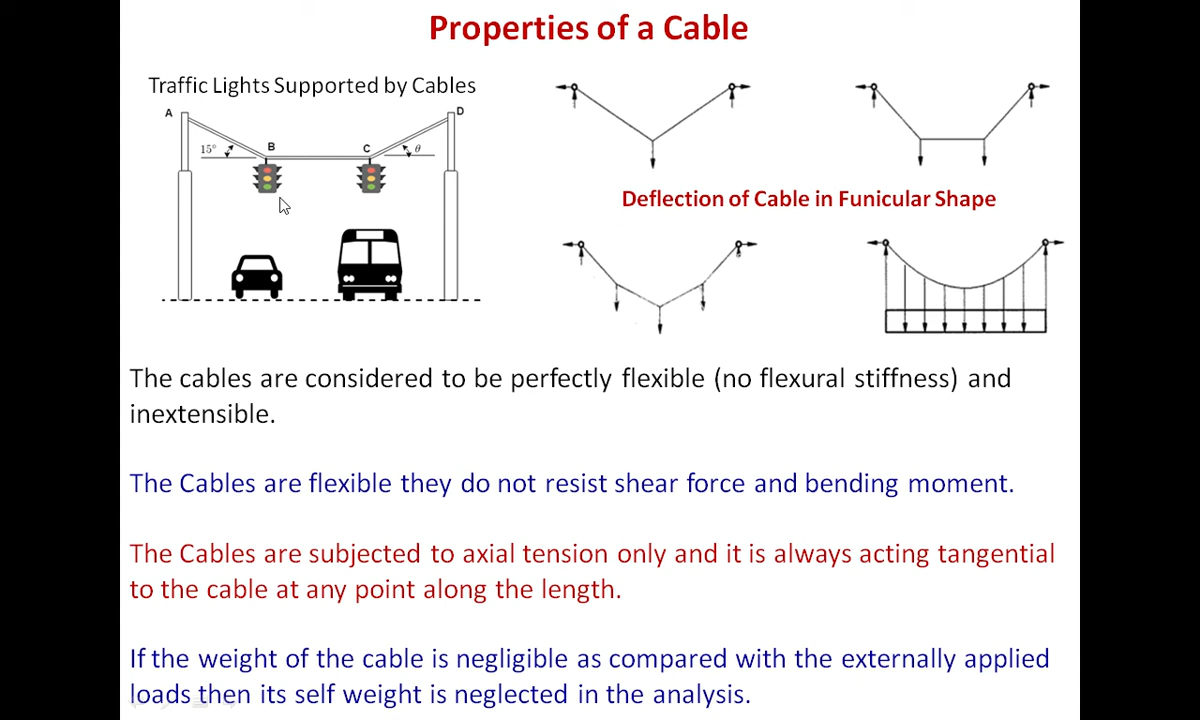 Properties of a Cable
Traffic Lights Supported by Cables
A
D
B
C
15°
θ
Deflection of Cable in Funicular Shape
The cables are considered to be perfectly flexible (no flexural stiffness) and
inextensible.
The Cables are flexible they do not resist shear force and bending moment.
The Cables are subjected to axial tension only and it is always acting tangential
to the cable at any point along the length.
If the weight of the cable is negligible as compared with the externally applied
loads then its self weight is neglected in the analysis.